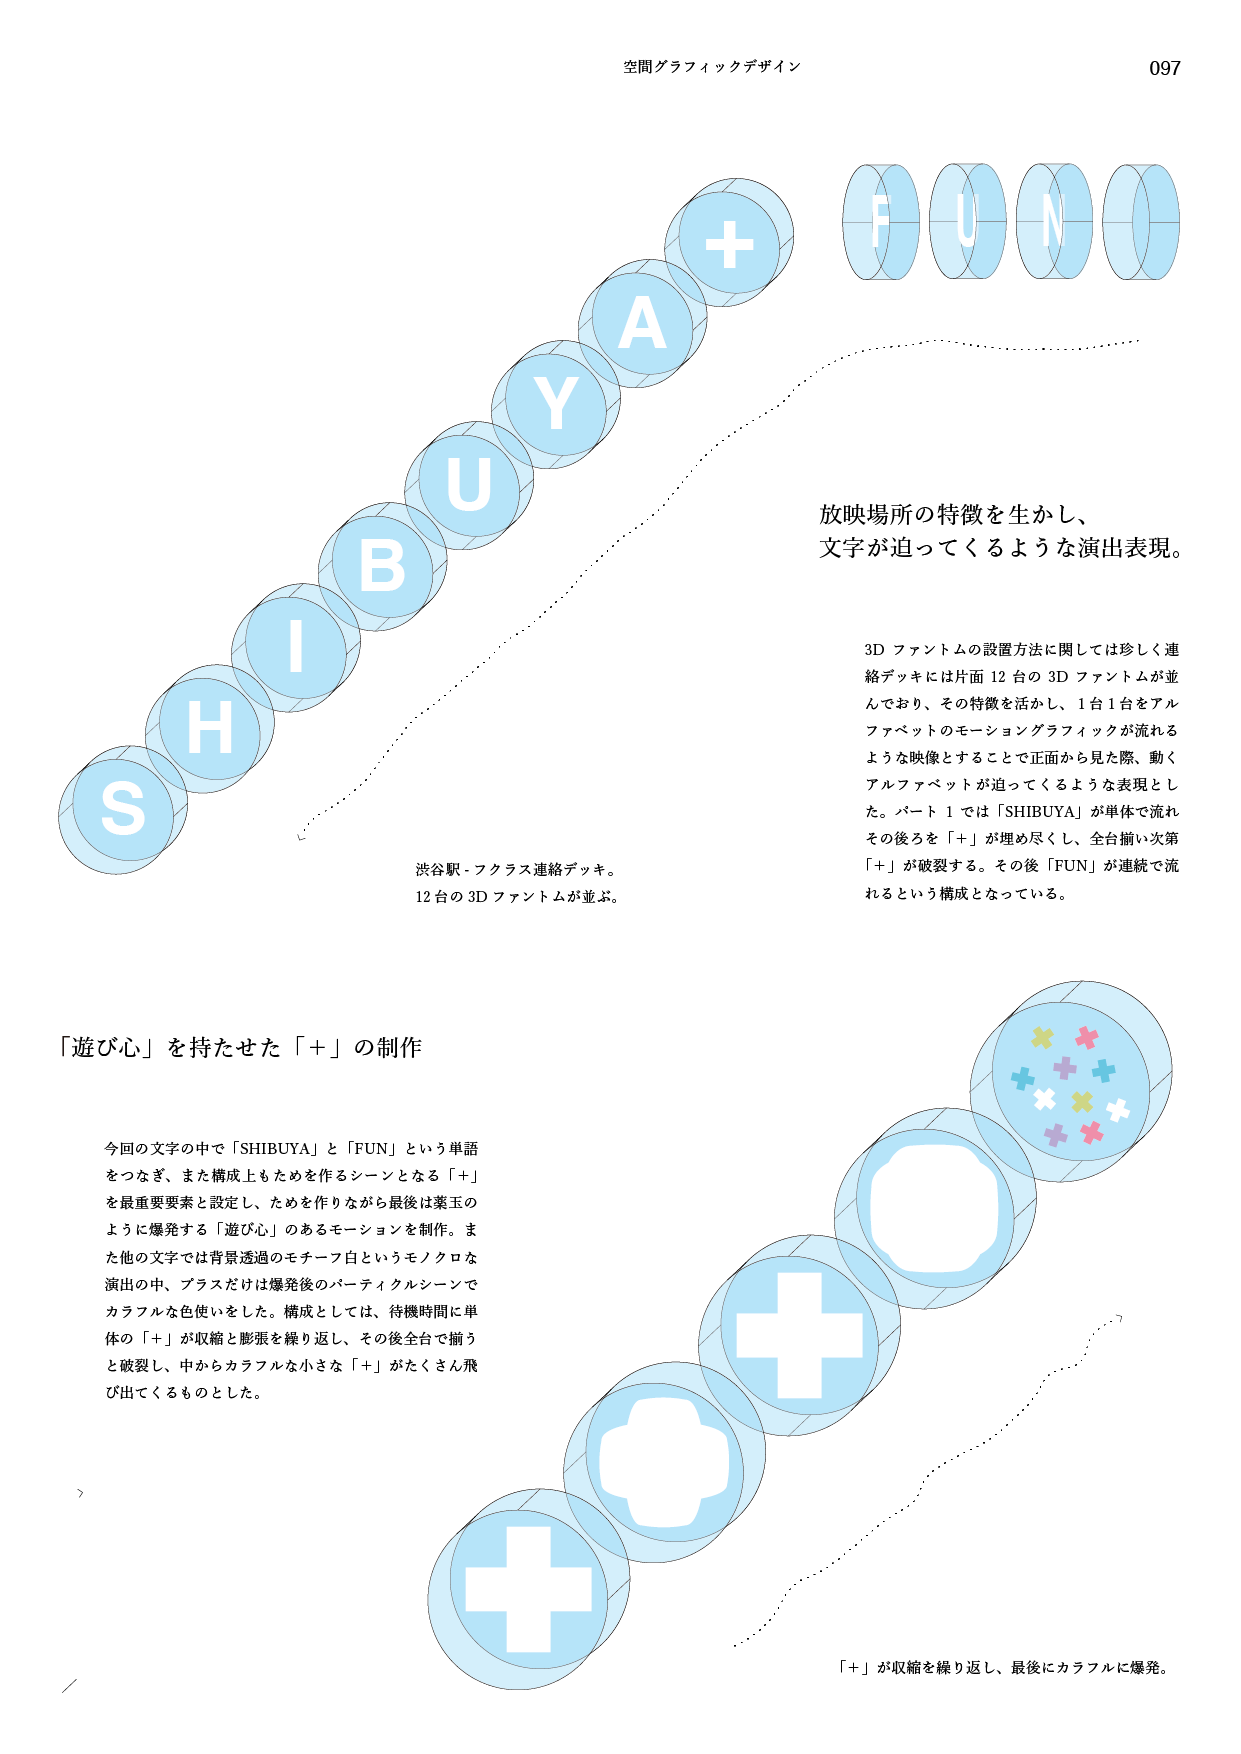 空間グラフィックデザイン
097
SHIBUYA+
FUN
放映場所の特徴を生かし、
文字が迫ってくるような演出表現。
3D ファントムの設置方法に関しては珍しく連
絡デッキには片面 12 台の 3D ファントムが並
んでおり、その特徴を活かし、1台1台をアル
ファベットのモーショングラフィックが流れる
ような映像とすることで正面から見た際、動く
アルファベットが迫ってくるような表現とし
た。パート 1 では「SHIBUYA」が単体で流れ
その後ろを「+」が埋め尽くし、全台揃い次第
「+」が破裂する。その後「FUN」が連続で流
れるという構成となっている。
渋谷駅 - フクラス連絡デッキ。
12 台の 3D ファントムが並ぶ。
「遊び心」を持たせた「+」の制作
今回の文字の中で「SHIBUYA」と「FUN」という単語
をつなぎ、また構成上もためを作るシーンとなる「+」
を最重要要素と設定し、ためを作りながら最後は薬玉の
ように爆発する「遊び心」のあるモーションを制作。ま
た他の文字では背景透過のモチーフ白というモノクロな
演出の中、プラスだけは爆発後のパーティクルシーンで
カラフルな色使いをした。構成としては、待機時間に単
体の「+」が収縮と膨張を繰り返し、その後全台で揃う
と破裂し、中からカラフルな小さな「+」がたくさん飛
び出てくるものとした。
「+」が収縮を繰り返し、最後にカラフルに爆発。